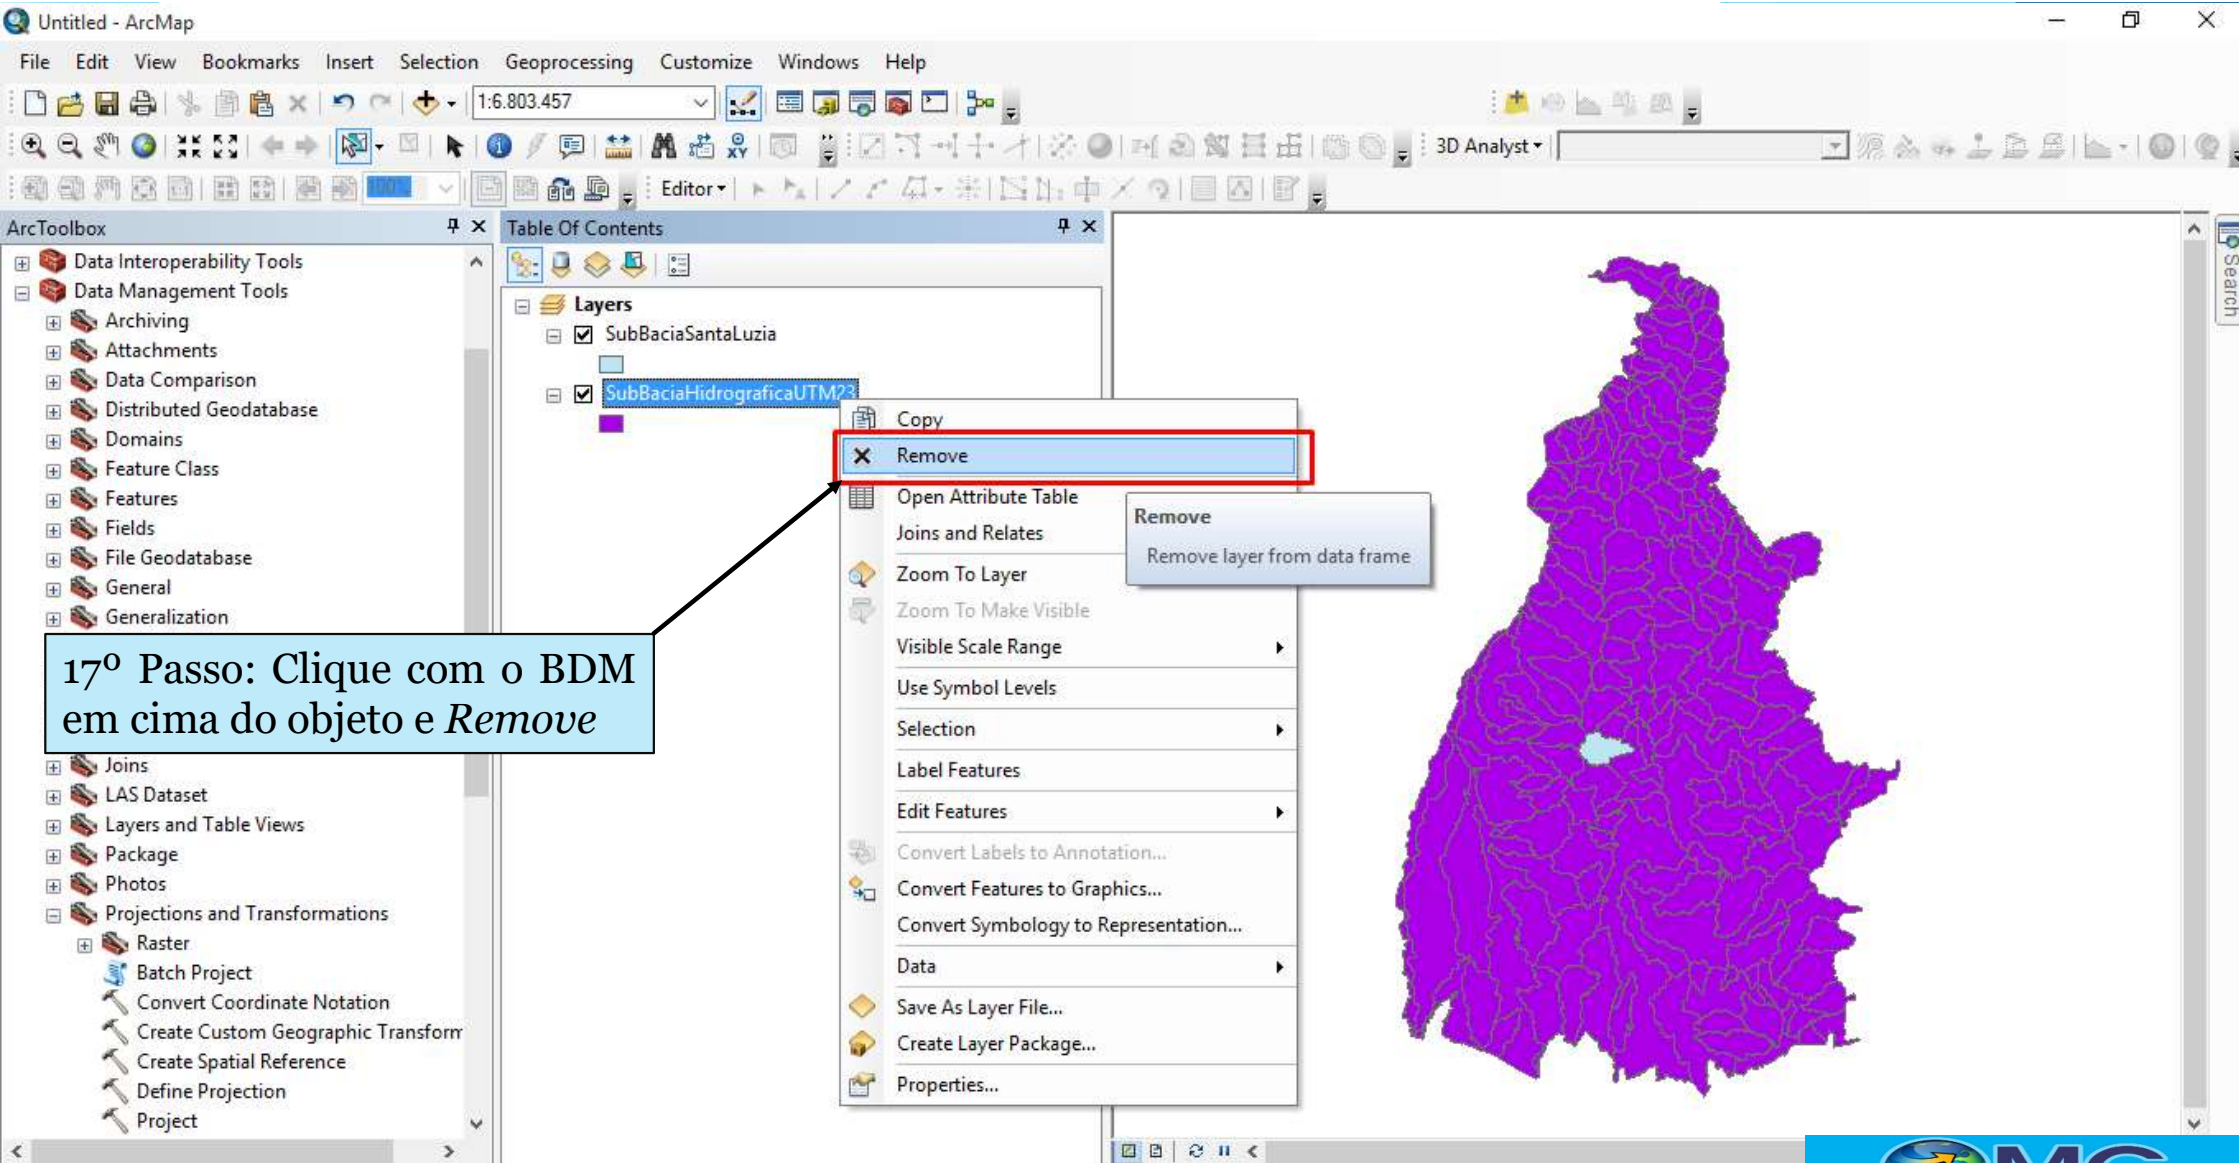 Untitled - ArcMap
File Edit View Bookmarks Insert Selection Geoprocessing Customize Windows Help
1:6.803.457
3D Analyst
100%
Editor
ArcToolbox
Data Interoperability Tools
Data Management Tools
Archiving
Attachments
Data Comparison
Distributed Geodatabase
Domains
Feature Class
Features
Fields
File Geodatabase
General
Generalization
17º Passo: Clique com o BDM
em cima do objeto e Remove
Joins
LAS Dataset
Layers and Table Views
Package
Photos
Projections and Transformations
Raster
Batch Project
Convert Coordinate Notation
Create Custom Geographic Transform
Create Spatial Reference
Define Projection
Project
Table Of Contents
Layers
SubBaciaSantaLuzia
SubBaciaHidrograficaUTM23
Copy
Remove
Open Attribute Table
Joins and Relates
Zoom To Layer
Zoom To Make Visible
Visible Scale Range
Use Symbol Levels
Selection
Label Features
Edit Features
Convert Labels to Annotation...
Convert Features to Graphics...
Convert Symbology to Representation...
Data
Save As Layer File...
Create Layer Package...
Properties...
Remove
Remove layer from data frame
Search